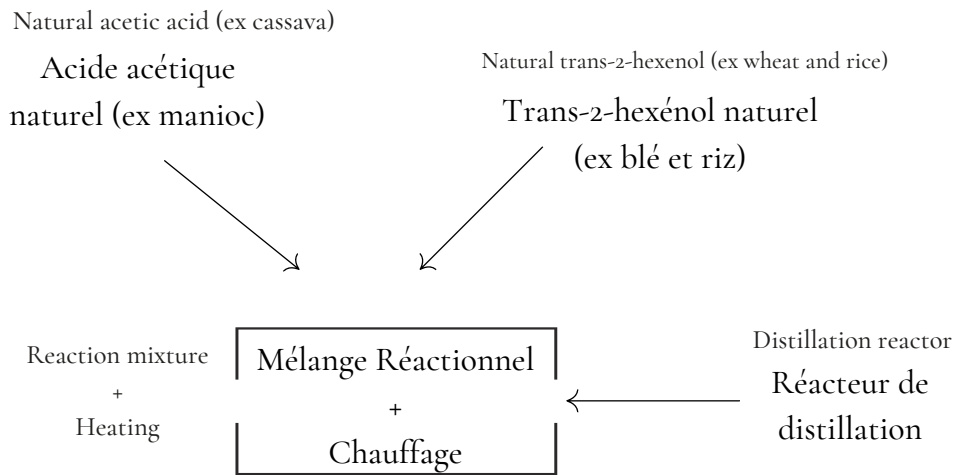 Natural acetic acid (ex cassava)
Acide acétique
naturel (ex manioc)
Natural trans-2-hexenol (ex wheat and rice)
Trans-2-hexénol naturel
(ex blé et riz)
Reaction mixture
+
Heating
Mélange Réactionnel
+
Chauffage
Distillation reactor
Réacteur de
distillation